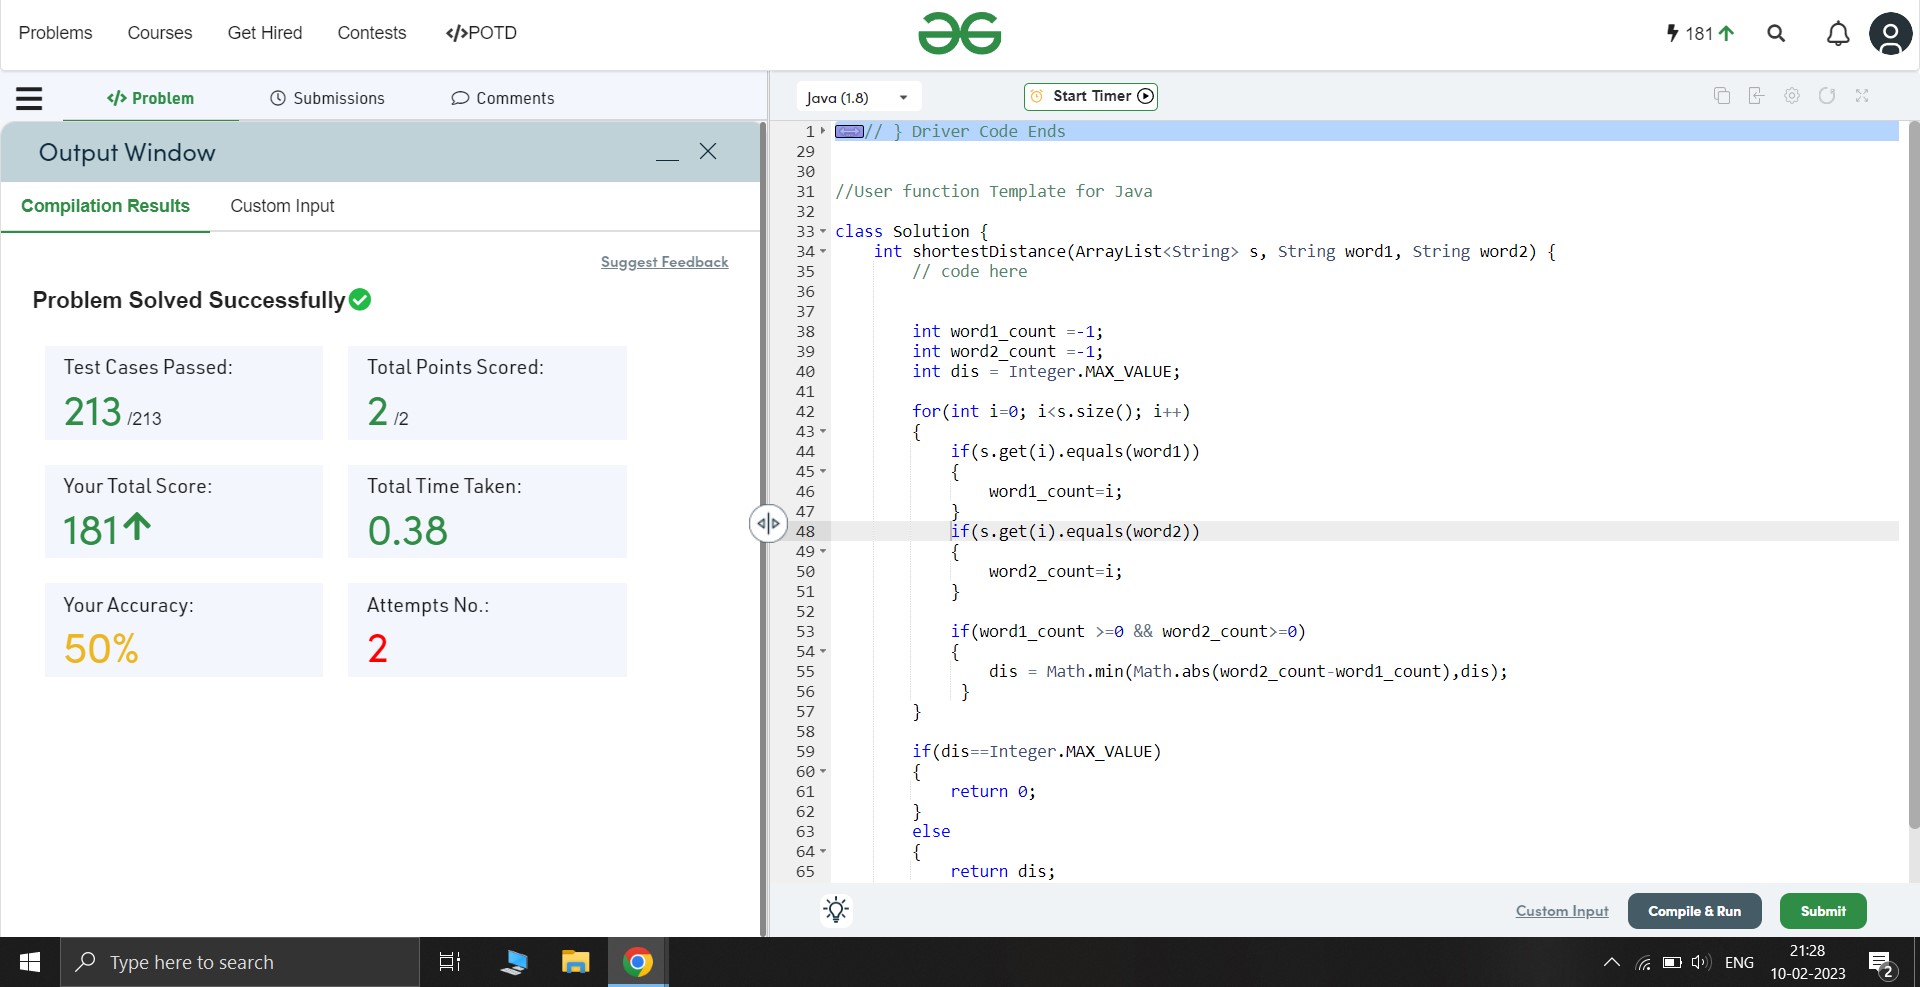 Problems Courses Get Hired Contests </>POTD 181
</> Problem Submissions Comments
Output Window
Compilation Results Custom Input
Suggest Feedback
Problem Solved Successfully
Test Cases Passed:
213 /213
Total Points Scored:
2 /2
Your Total Score:
181
Total Time Taken:
0.38
Your Accuracy:
50%
Attempts No.:
2
Java (1.8) Start Timer
1 // } Driver Code Ends
29
30
31 //User function Template for Java
32
33 class Solution {
34 int shortestDistance(ArrayList<String> s, String word1, String word2) {
35 // code here
36
37
38 int word1_count =-1;
39 int word2_count =-1;
40 int dis = Integer.MAX_VALUE;
41
42 for(int i=0; i<s.size(); i++)
43 {
44 if(s.get(i).equals(word1))
45 {
46 word1_count=i;
47 }
48 if(s.get(i).equals(word2))
49 {
50 word2_count=i;
51 }
52
53 if(word1_count >=0 && word2_count>=0)
54 {
55 dis = Math.min(Math.abs(word2_count-word1_count),dis);
56 }
57 }
58
59 if(dis==Integer.MAX_VALUE)
60 {
61 return 0;
62 }
63 else
64 {
65 return dis;
Custom Input Compile & Run Submit
Type here to search
ENG
21:28
10-02-2023
2